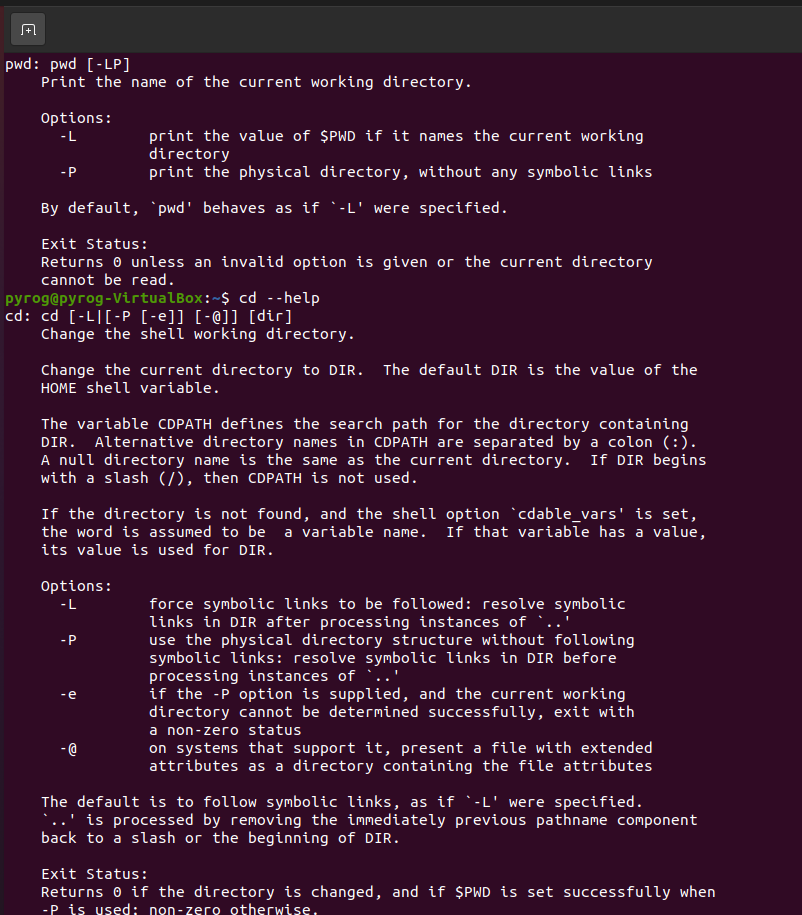 pwd: pwd [-LP]
    Print the name of the current working directory.

    Options:
      -L        print the value of $PWD if it names the current working
                directory
      -P        print the physical directory, without any symbolic links

    By default, `pwd' behaves as if `-L' were specified.

    Exit Status:
    Returns 0 unless an invalid option is given or the current directory
    cannot be read.
pyrog@pyrog-VirtualBox:~$ cd --help
cd: cd [-L|[-P [-e]] [-@]] [dir]
    Change the shell working directory.

    Change the current directory to DIR.  The default DIR is the value of the
    HOME shell variable.

    The variable CDPATH defines the search path for the directory containing
    DIR.  Alternative directory names in CDPATH are separated by a colon (:).
    A null directory name is the same as the current directory.  If DIR begins
    with a slash (/), then CDPATH is not used.

    If the directory is not found, and the shell option `cdable_vars' is set,
    the word is assumed to be  a variable name.  If that variable has a value,
    its value is used for DIR.

    Options:
      -L        force symbolic links to be followed: resolve symbolic
                links in DIR after processing instances of `..'
      -P        use the physical directory structure without following
                symbolic links: resolve symbolic links in DIR before
                processing instances of `..'
      -e        if the -P option is supplied, and the current working
                directory cannot be determined successfully, exit with
                a non-zero status
      -@        on systems that support it, present a file with extended
                attributes as a directory containing the file attributes

    The default is to follow symbolic links, as if `-L' were specified.
    `..' is processed by removing the immediately previous pathname component
    back to a slash or the beginning of DIR.

    Exit Status:
    Returns 0 if the directory is changed, and if $PWD is set successfully when
    -P is used; non-zero otherwise.